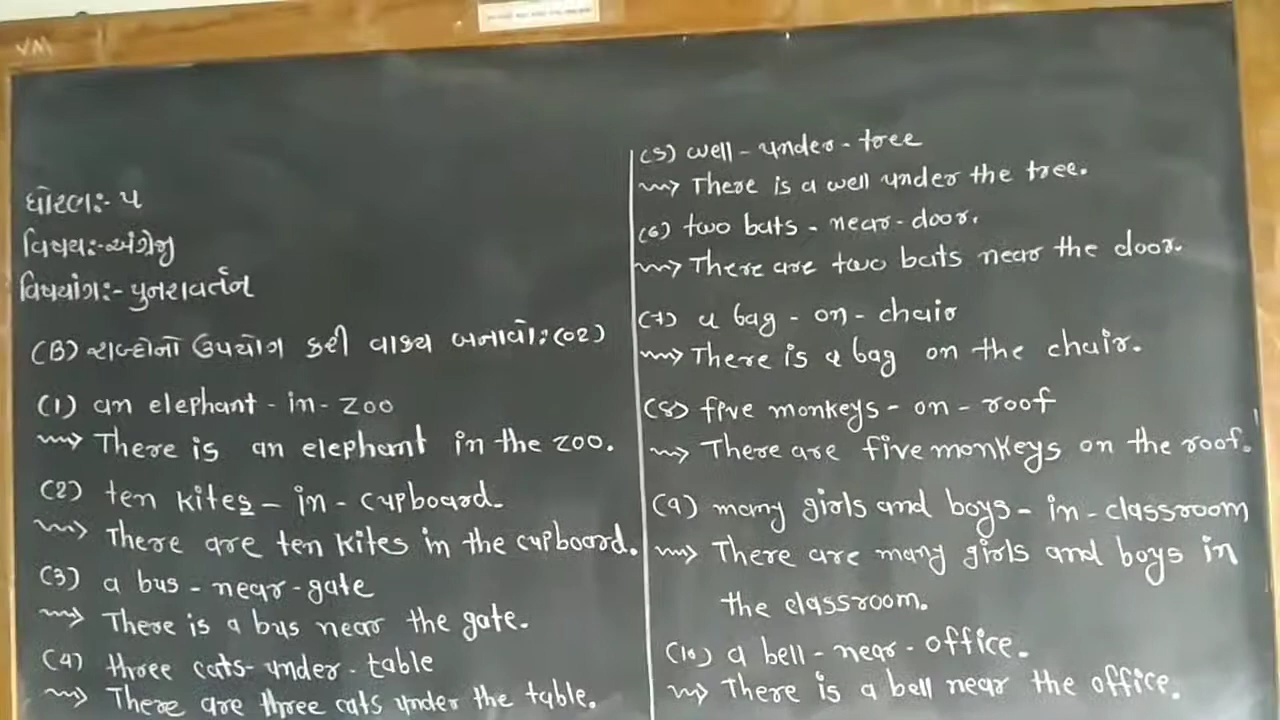 VM
ધોરણ:- ૫
વિષય:-અંગ્રેજી
વિષયાંગ:- પુનરાવર્તન
(B) શબ્દોનો ઉપયોગ કરી વાક્ય બનાવો:(૦૨)
(1) an elephant - in - zoo
⟿ There is an elephant in the zoo.
(2) ten kites – in - cupboard.
⟿ There are ten kites in the cupboard.
(3) a bus - near - gate
⟿ There is a bus near the gate.
(4) three cats - under - table
⟿ There are three cats under the table.
(5) well - under - tree
⟿ There is a well under the tree.
(6) two bats - near - door.
⟿ There are two bats near the door.
(7) a bag - on - chair
⟿ There is a bag on the chair.
(8) five monkeys - on - roof
⟿ There are five monkeys on the roof.
(9) many girls and boys - in - classroom
⟿ There are many girls and boys in
the classroom.
(10) a bell - near - office.
⟿ There is a bell near the office.